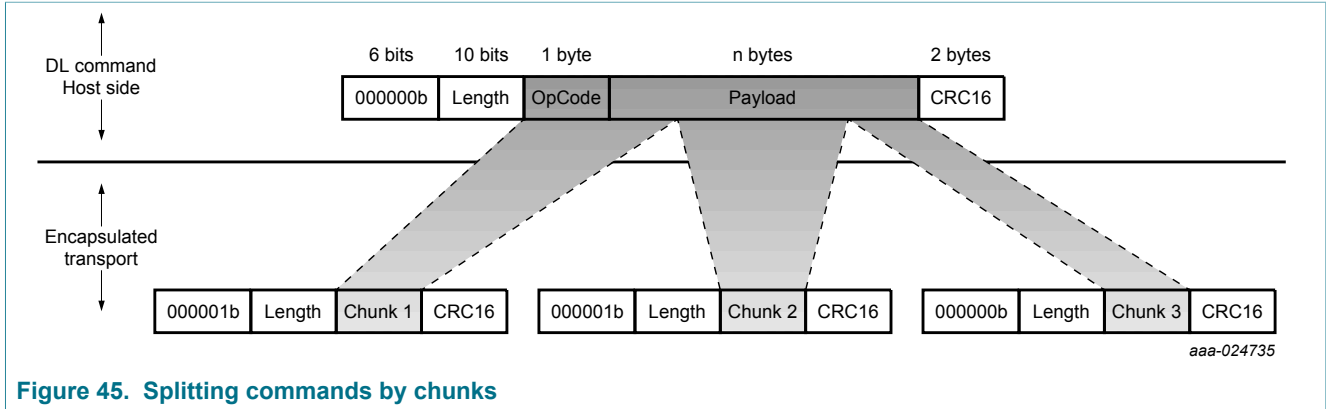 6 bits 10 bits 1 byte n bytes 2 bytes
DL command
Host side
000000b Length OpCode Payload CRC16
Encapsulated
transport
000001b Length Chunk 1 CRC16 000001b Length Chunk 2 CRC16 000000b Length Chunk 3 CRC16
aaa-024735
Figure 45. Splitting commands by chunks